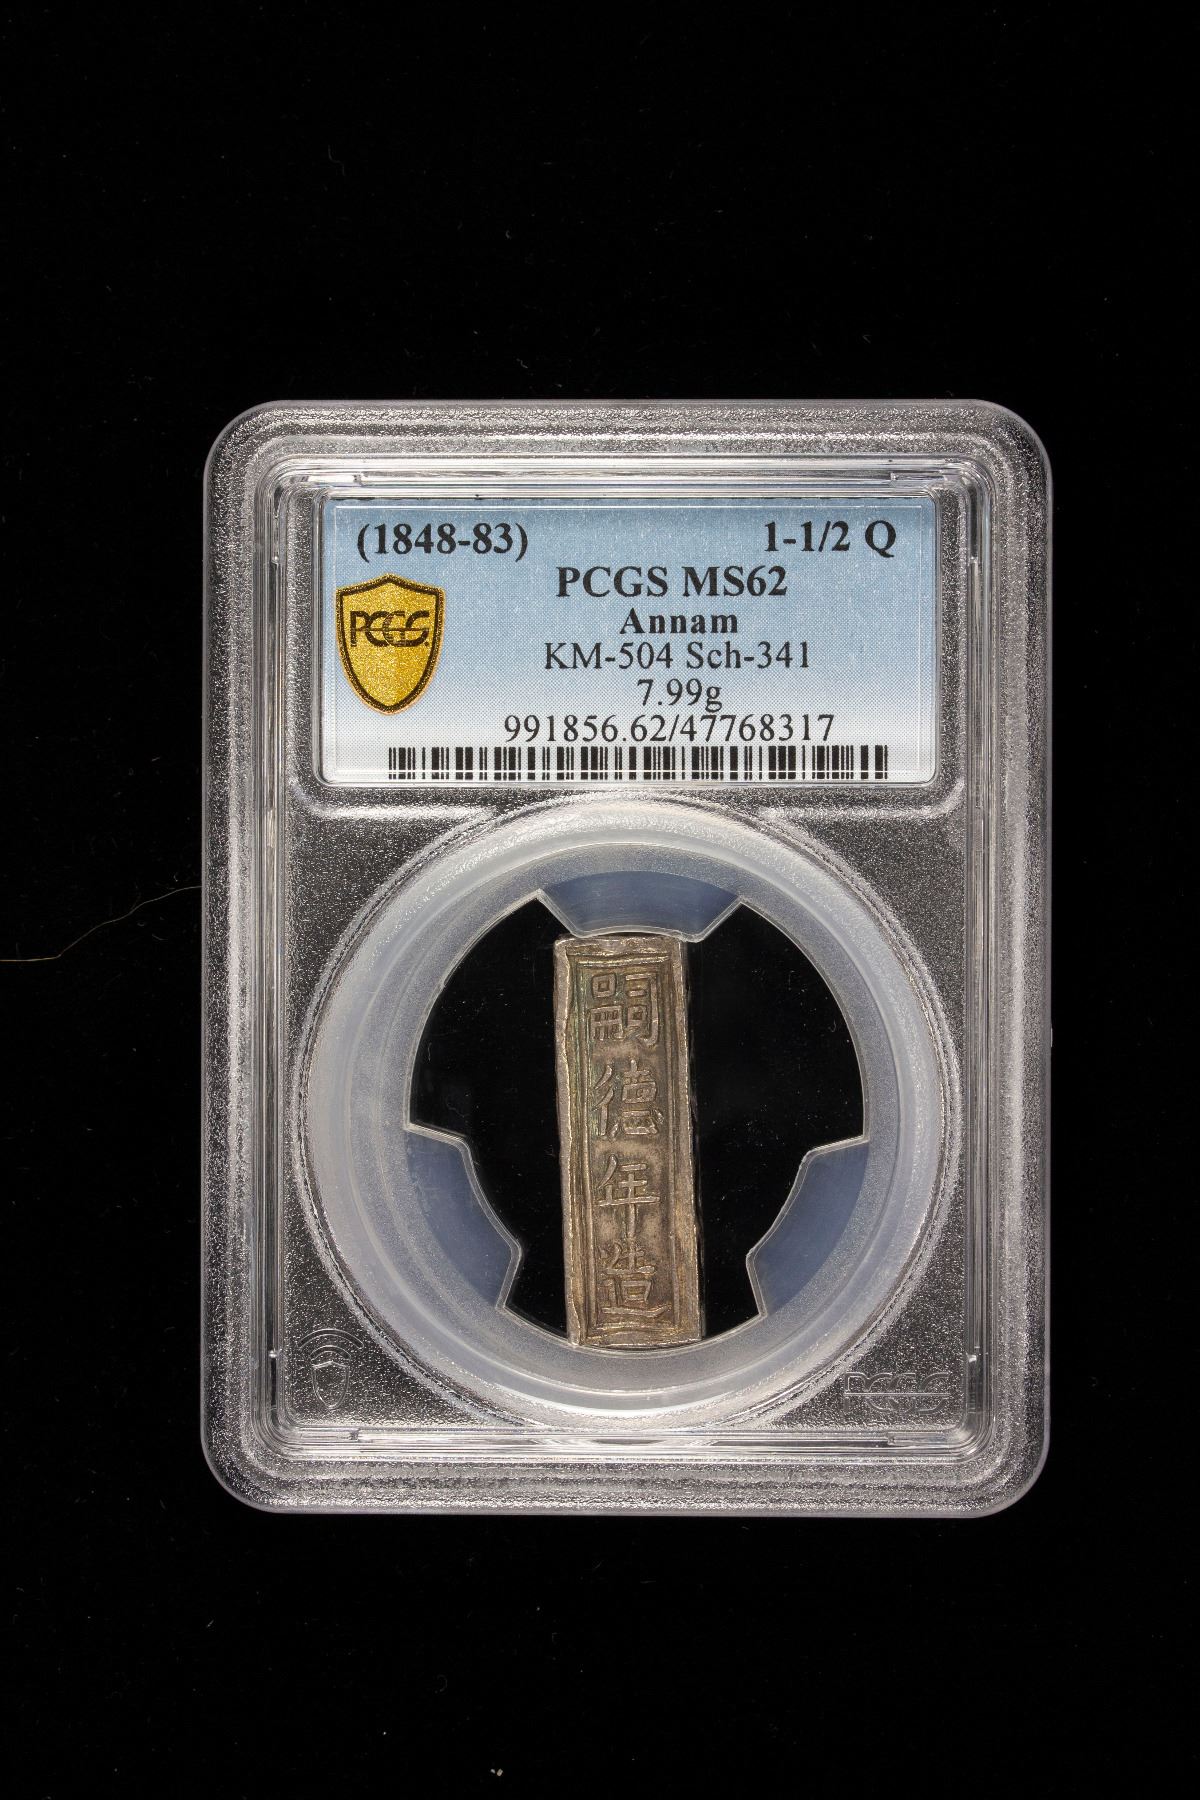 (1848-83) 1-1/2 Q
PCGS MS62
Annam
PCGS
KM-504 Sch-341
7.99g
991856.62/47768317
嗣
德
年
造
PCGS